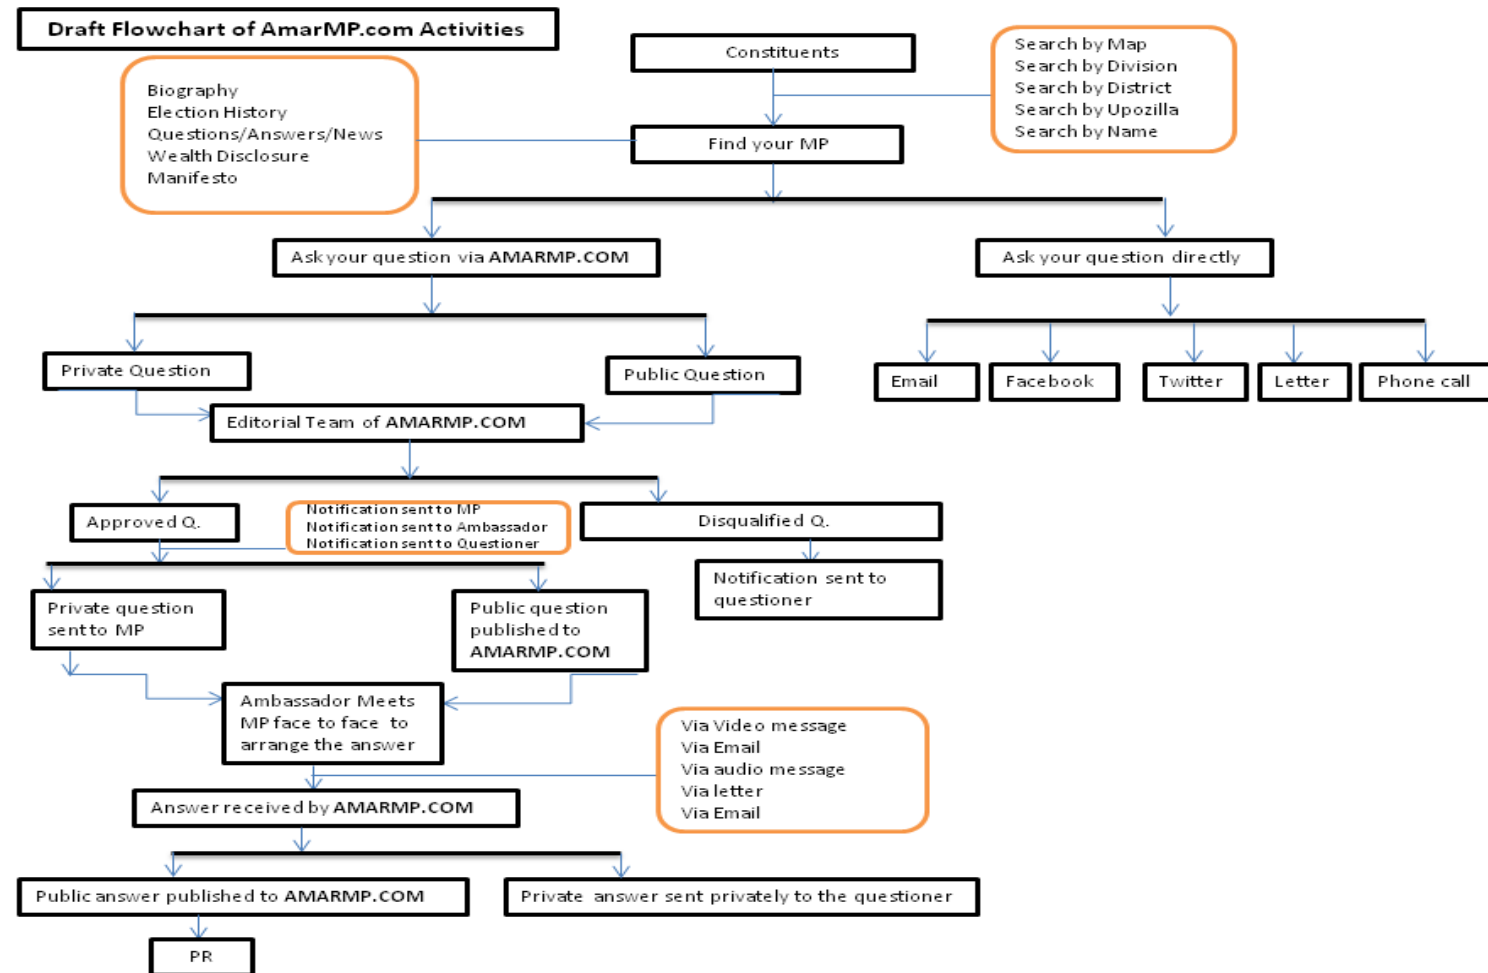 Draft Flowchart of AmarMP.com Activities
Constituents
Search by Map
Search by Division
Search by District
Search by Upozilla
Search by Name
Biography
Election History
Questions/Answers/News
Wealth Disclosure
Manifesto
Find your MP
Ask your question via AMARMP.COM
Ask your question directly
Private Question
Public Question
Email
Facebook
Twitter
Letter
Phone call
Editorial Team of AMARMP.COM
Approved Q.
Notification sent to MP
Notification sent to Ambassador
Notification sent to Questioner
Disqualified Q.
Notification sent to
questioner
Private question
sent to MP
Public question
published to
AMARMP.COM
Ambassador Meets
MP face to face to
arrange the answer
Via Video message
Via Email
Via audio message
Via letter
Via Email
Answer received by AMARMP.COM
Public answer published to AMARMP.COM
Private answer sent privately to the questioner
PR